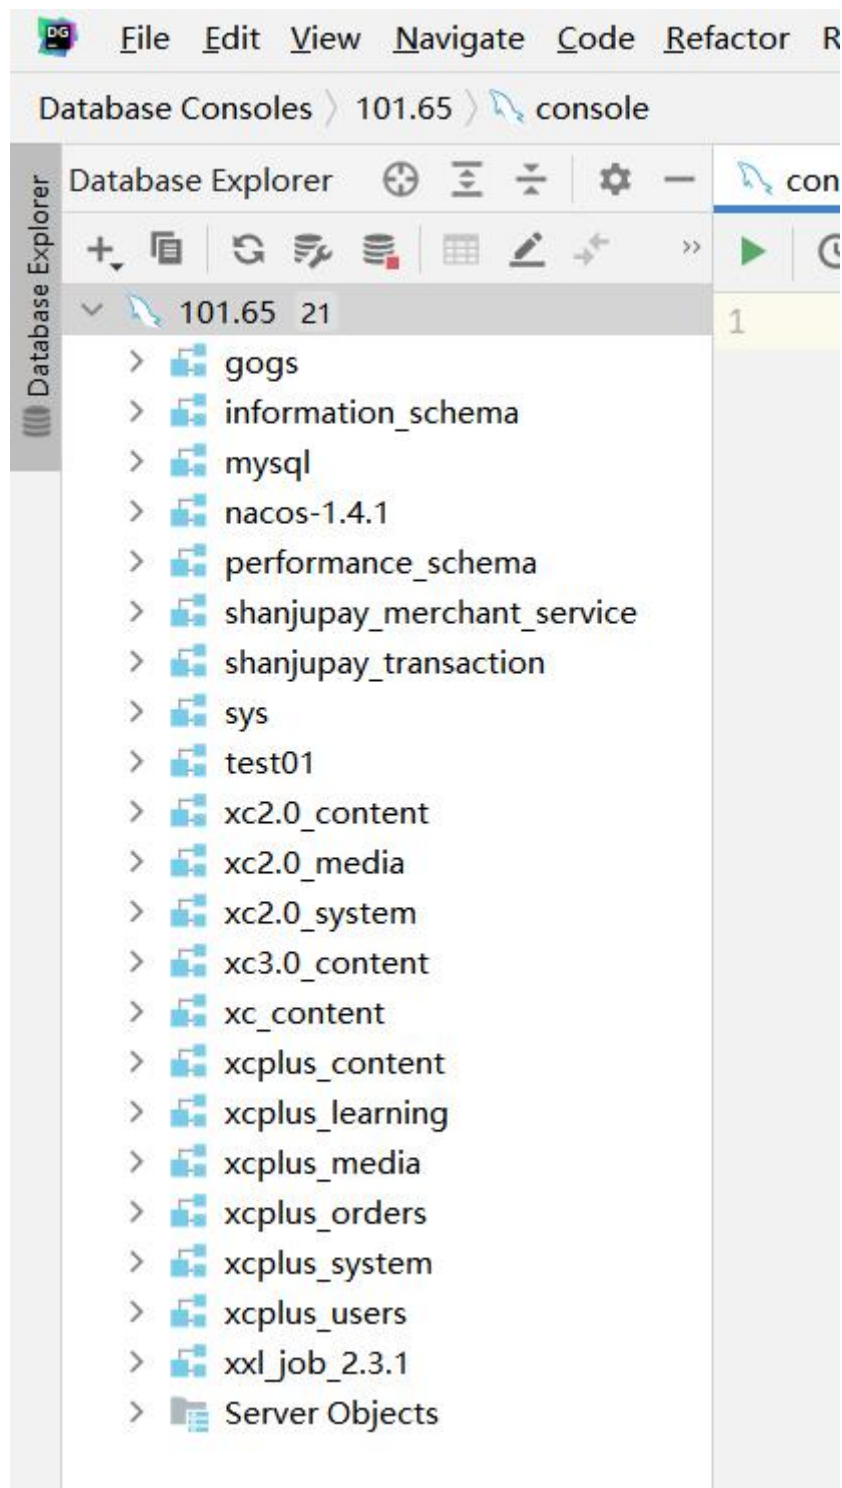 DG
File Edit View Navigate Code Refactor R
Database Consoles 101.65 console
Database Explorer
Database Explorer
con
101.65 21
1
gogs
information_schema
mysql
nacos-1.4.1
performance_schema
shanjupay_merchant_service
shanjupay_transaction
sys
test01
xc2.0_content
xc2.0_media
xc2.0_system
xc3.0_content
xc_content
xcplus_content
xcplus_learning
xcplus_media
xcplus_orders
xcplus_system
xcplus_users
xxl_job_2.3.1
Server Objects